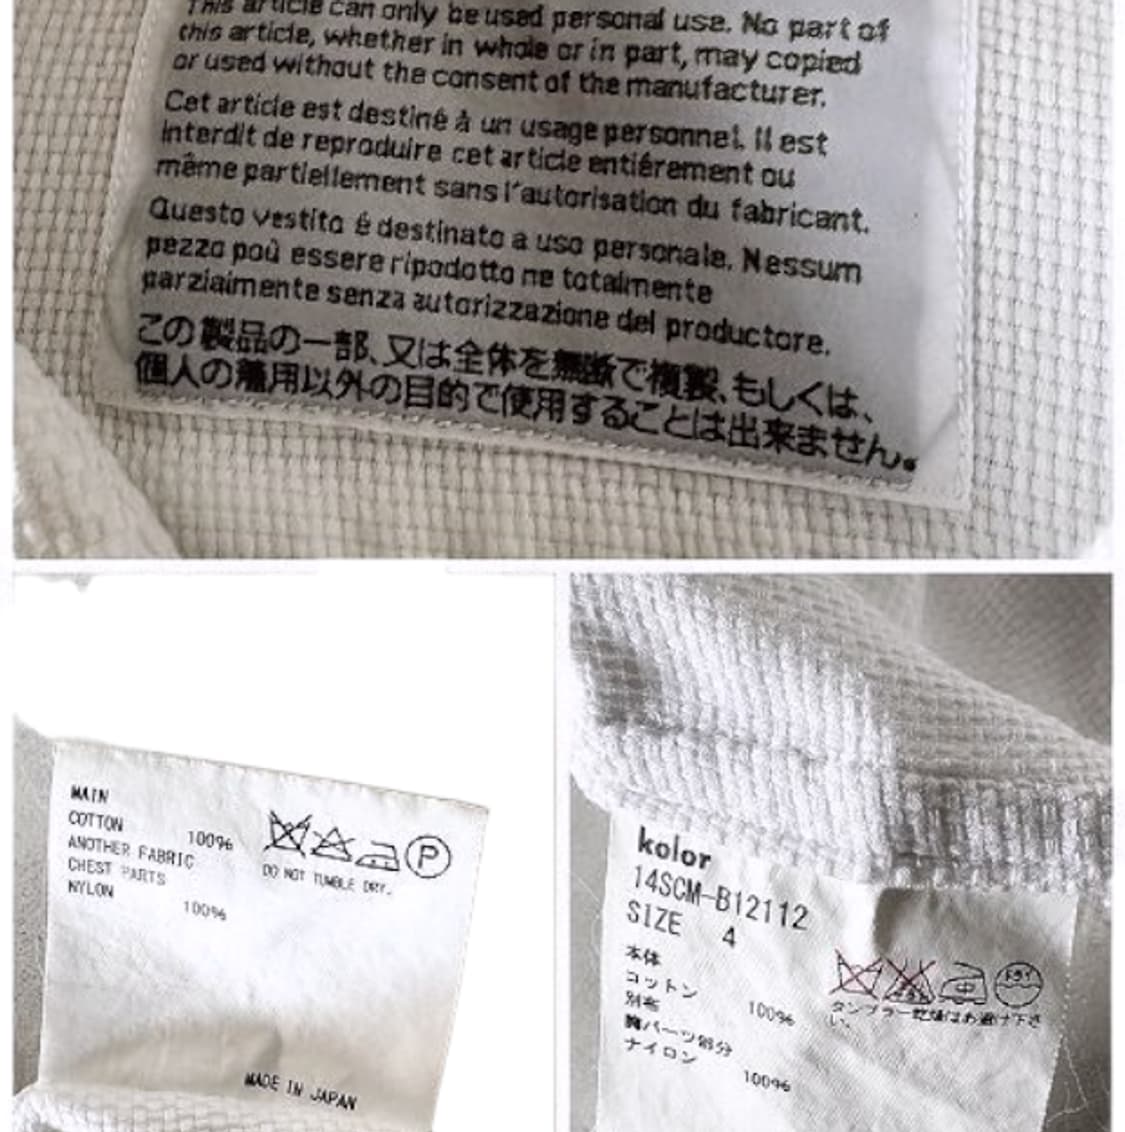 This article can only be used personal use. No part of
this article, whether in whole or in part, may copied
or used without the consent of the manufacturer.
Cet article est destiné à un usage personnel. Il est
interdit de reproduire cet article entiérement ou
même partiellement sans l'autorisation du fabricant.
Questo vestito é destinato a uso personale. Nessum
pezzo poù essere ripodotto ne totalmente
parzialmente senza autorizzazione del productore.
この製品の一部、又は全体を無断で複製、もしくは、
個人の着用以外の目的で使用することは出来ません。
MAIN
COTTON 100%
ANOTHER FABRIC
CHEST PARTS
NYLON 100%
P
DO NOT TUMBLE DRY.
MADE IN JAPAN
kolor
14SCM-B12112
SIZE 4
本体
コットン 100%
別布
胸パーツ部分
ナイロン 100%
中
ドライ
タンブラー乾燥はお避け下さ
い。